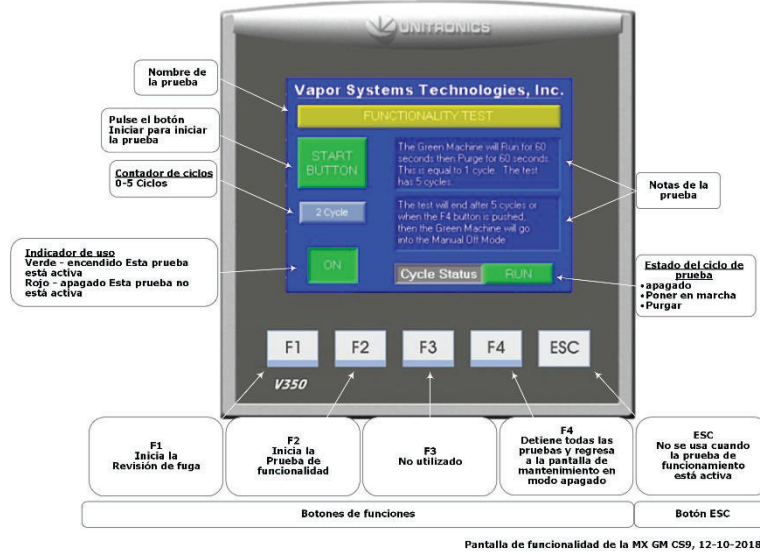 UNITRONICS
Nombre de
la prueba
Vapor Systems Technologies, Inc.
FUNCTIONALITY TEST
Pulse el botón
Iniciar para iniciar
la prueba
START
BUTTON
The Green Machine will Run for 60
seconds then Purge for 60 seconds.
This is equal to 1 cycle. The test
has 5 cycles.
Contador de ciclos
0-5 Ciclos
2 Cycle
The test will end after 5 cycles or
when the F4 button is pushed,
then the Green Machine will go
into the Manual Off Mode
Notas de la
prueba
Indicador de uso
Verde - encendido Esta prueba
está activa
Rojo - apagado Esta prueba no
está activa
ON
Cycle Status
RUN
Estado del ciclo de
prueba
•apagado
•Poner en marcha
•Purgar
F1
F2
F3
F4
ESC
V350
F1
Inicia la
Revisión de fuga
F2
Inicia la
Prueba de
funcionalidad
F3
No utilizado
F4
Detiene todas las
pruebas y regresa
a la pantalla de
mantenimiento en
modo apagado
ESC
No se usa cuando
la prueba de
funcionamiento
está activa
Botones de funciones
Botón ESC
Pantalla de funcionalidad de la MX GM CS9, 12-10-2018